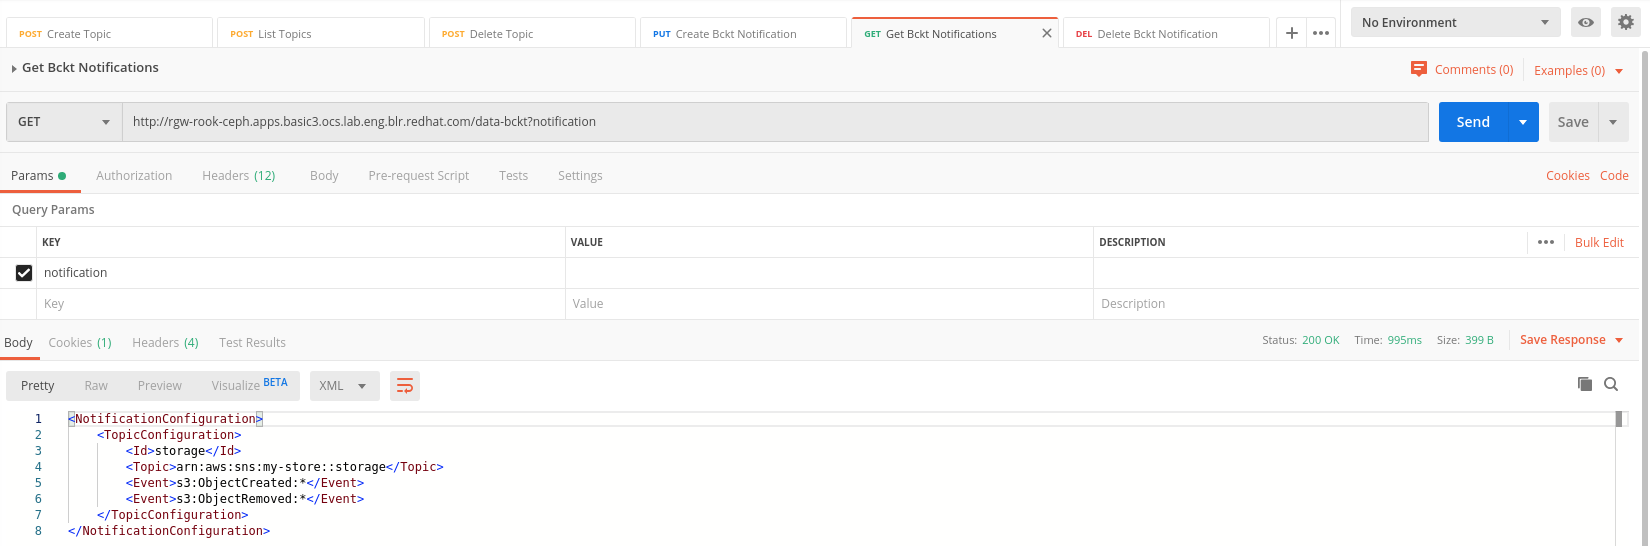 POST Create Topic POST List Topics POST Delete Topic PUT Create Bckt Notification GET Get Bckt Notifications DEL Delete Bckt Notification No Environment
Get Bckt Notifications Comments (0) Examples (0)
GET http://rgw-rook-ceph.apps.basic3.ocs.lab.eng.blr.redhat.com/data-bckt?notification Send Save
Params Authorization Headers (12) Body Pre-request Script Tests Settings Cookies Code
Query Params
KEY VALUE DESCRIPTION Bulk Edit
notification
Key Value Description
Body Cookies (1) Headers (4) Test Results Status: 200 OK Time: 995ms Size: 399 B Save Response
Pretty Raw Preview Visualize BETA XML
1 <NotificationConfiguration>
2 <TopicConfiguration>
3 <Id>storage</Id>
4 <Topic>arn:aws:sns:my-store::storage</Topic>
5 <Event>s3:ObjectCreated:*</Event>
6 <Event>s3:ObjectRemoved:*</Event>
7 </TopicConfiguration>
8 </NotificationConfiguration>